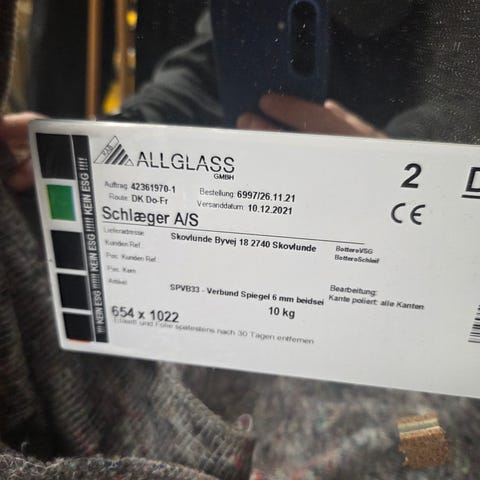 !!! KEIN ESG !!! KEIN ESG !!!!
ALLGLASS
GMBH
2
Auftrag: 42361970-1
Bestellung: 6997/26.11.21
Route: DK Do-Fr
Versanddatum 10.12.2021
CE
Schlæger A/S
Lieferadresse
Skovlunde Byvej 18 2740 Skovlunde
BotteroVSG
Kunden Ref.
BotteroSchleif
Pos. Kunden Ref.
Pos. Kom.
Artikel
SPVB33 - Verbund Spiegel 6 mm beidsei
Bearbeitung:
Kante poliert: alle Kanten
654 x 1022
10 kg
Etikett und Folie spätestens nach 30 Tagen entfernen